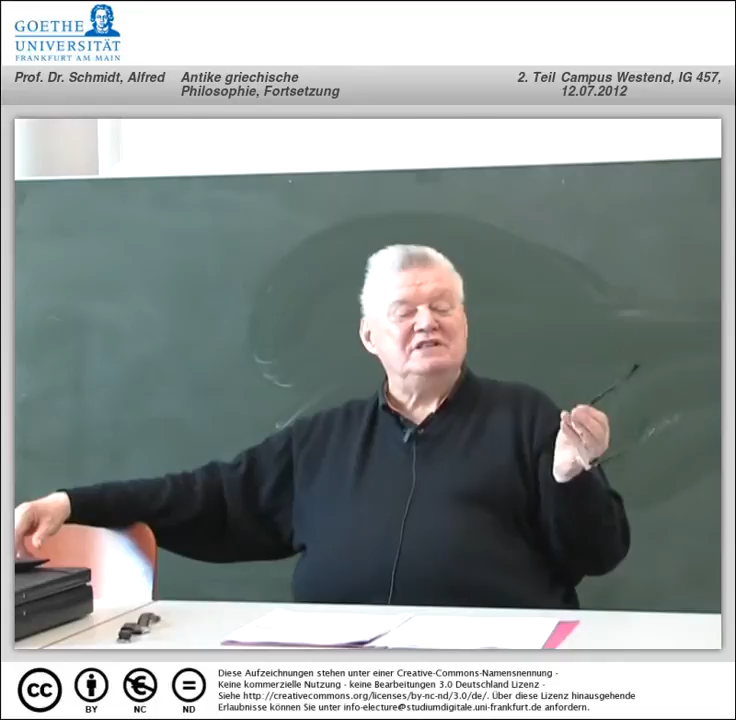 GOETHE
UNIVERSITÄT
FRANKFURT AM MAIN
Prof. Dr. Schmidt, Alfred Antike griechische 2. Teil Campus Westend, IG 457,
Philosophie, Fortsetzung 12.07.2012
cc BY NC ND
Diese Aufzeichnungen stehen unter einer Creative-Commons-Namensnennung -
Keine kommerzielle Nutzung - keine Bearbeitungen 3.0 Deutschland Lizenz -
Siehe http://creativecommons.org/licenses/by-nc-nd/3.0/de/. Über diese Lizenz hinausgehende
Erlaubnisse können Sie unter info-electure@studiumdigitale.uni-frankfurt.de anfordern.